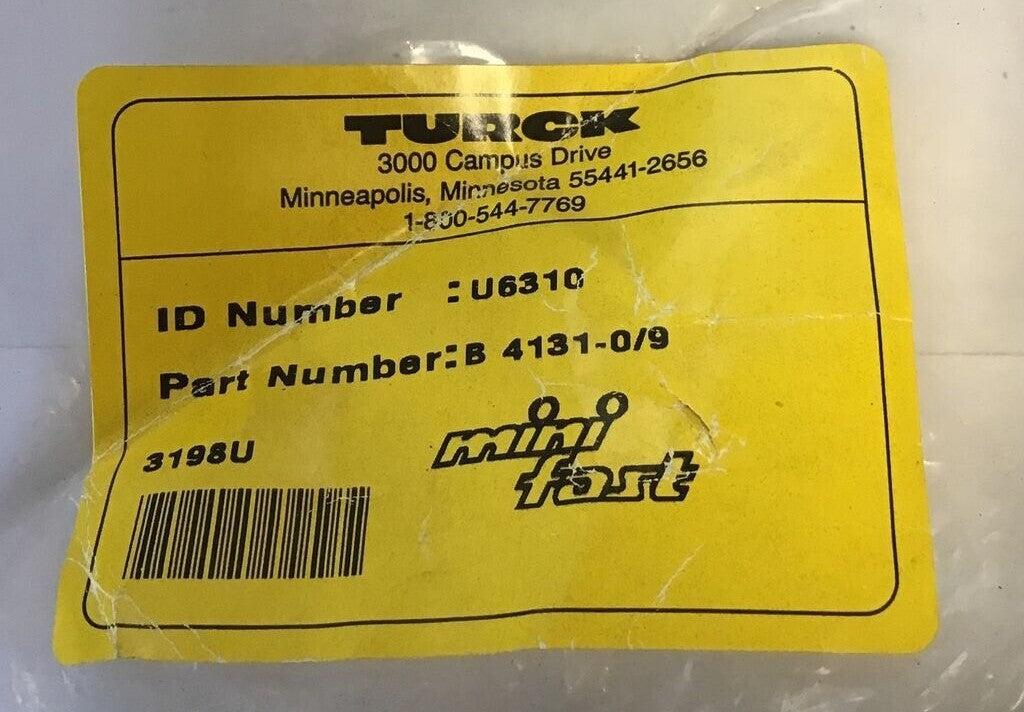 TURCK
3000 Campus Drive
Minneapolis, Minnesota 55441-2656
1-800-544-7769
ID Number : U6310
Part Number: B 4131-0/9
3198U
mini
fast